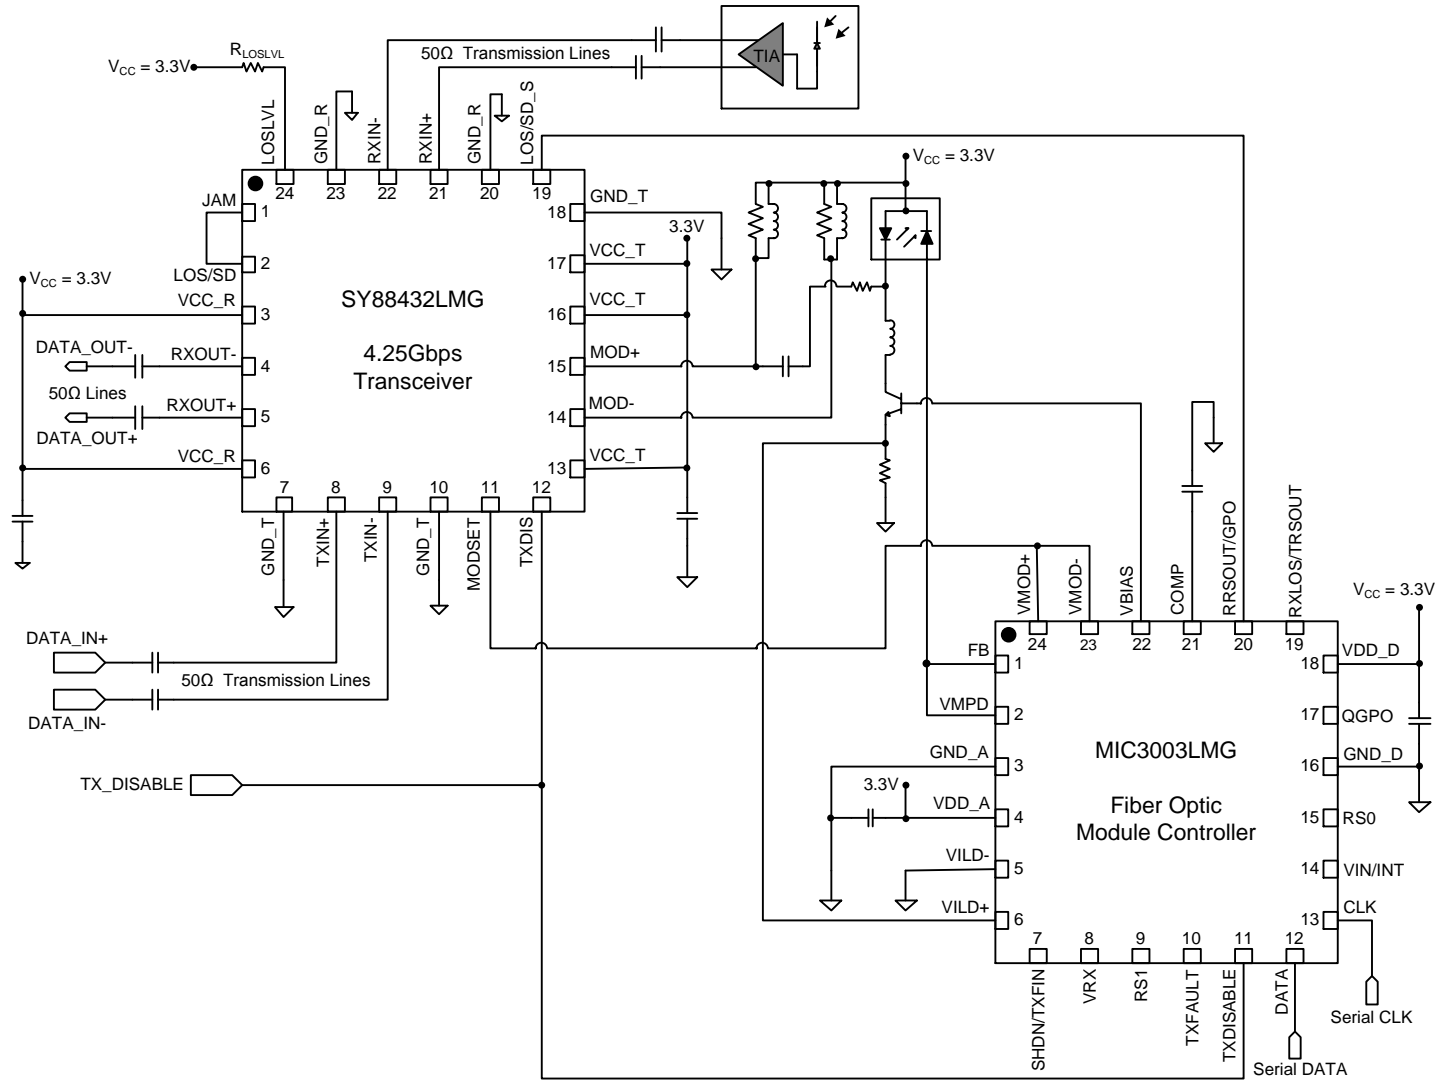 R_LOSLVL
V_CC = 3.3V
50Ω Transmission Lines
TIA
LOSLVL
GND_R
RXIN-
RXIN+
GND_R
LOS/SD_S
24
23
22
21
20
19
V_CC = 3.3V
JAM
1
18
GND_T
3.3V
2
LOS/SD
17
VCC_T
V_CC = 3.3V
VCC_R
3
SY88432LMG
16
VCC_T
DATA_OUT-
RXOUT-
4
4.25Gbps
Transceiver
15
MOD+
50Ω Lines
RXOUT+
5
14
MOD-
DATA_OUT+
VCC_R
6
13
VCC_T
7
8
9
10
11
12
GND_T
TXIN+
TXIN-
GND_T
MODSET
TXDIS
DATA_IN+
50Ω Transmission Lines
DATA_IN-
TX_DISABLE
VMOD+
VMOD-
VBIAS
COMP
RRSOUT/GPO
RXLOS/TRSOUT
24
23
22
21
20
19
V_CC = 3.3V
FB
1
18
VDD_D
VMPD
2
17
QGPO
GND_A
3
MIC3003LMG
16
GND_D
3.3V
VDD_A
4
Fiber Optic
Module Controller
15
RS0
VILD-
5
14
VIN/INT
VILD+
6
13
CLK
7
8
9
10
11
12
SHDN/TXFIN
VRX
RS1
TXFAULT
TXDISABLE
DATA
Serial CLK
Serial DATA